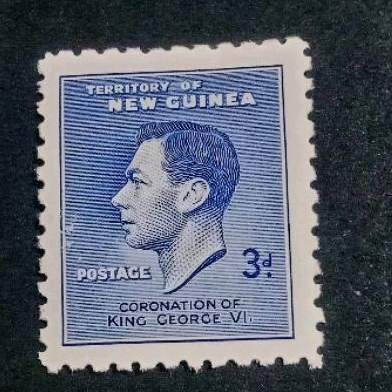 TERRITORY OF
NEW GUINEA
POSTAGE
3d.
CORONATION OF
KING GEORGE VI.